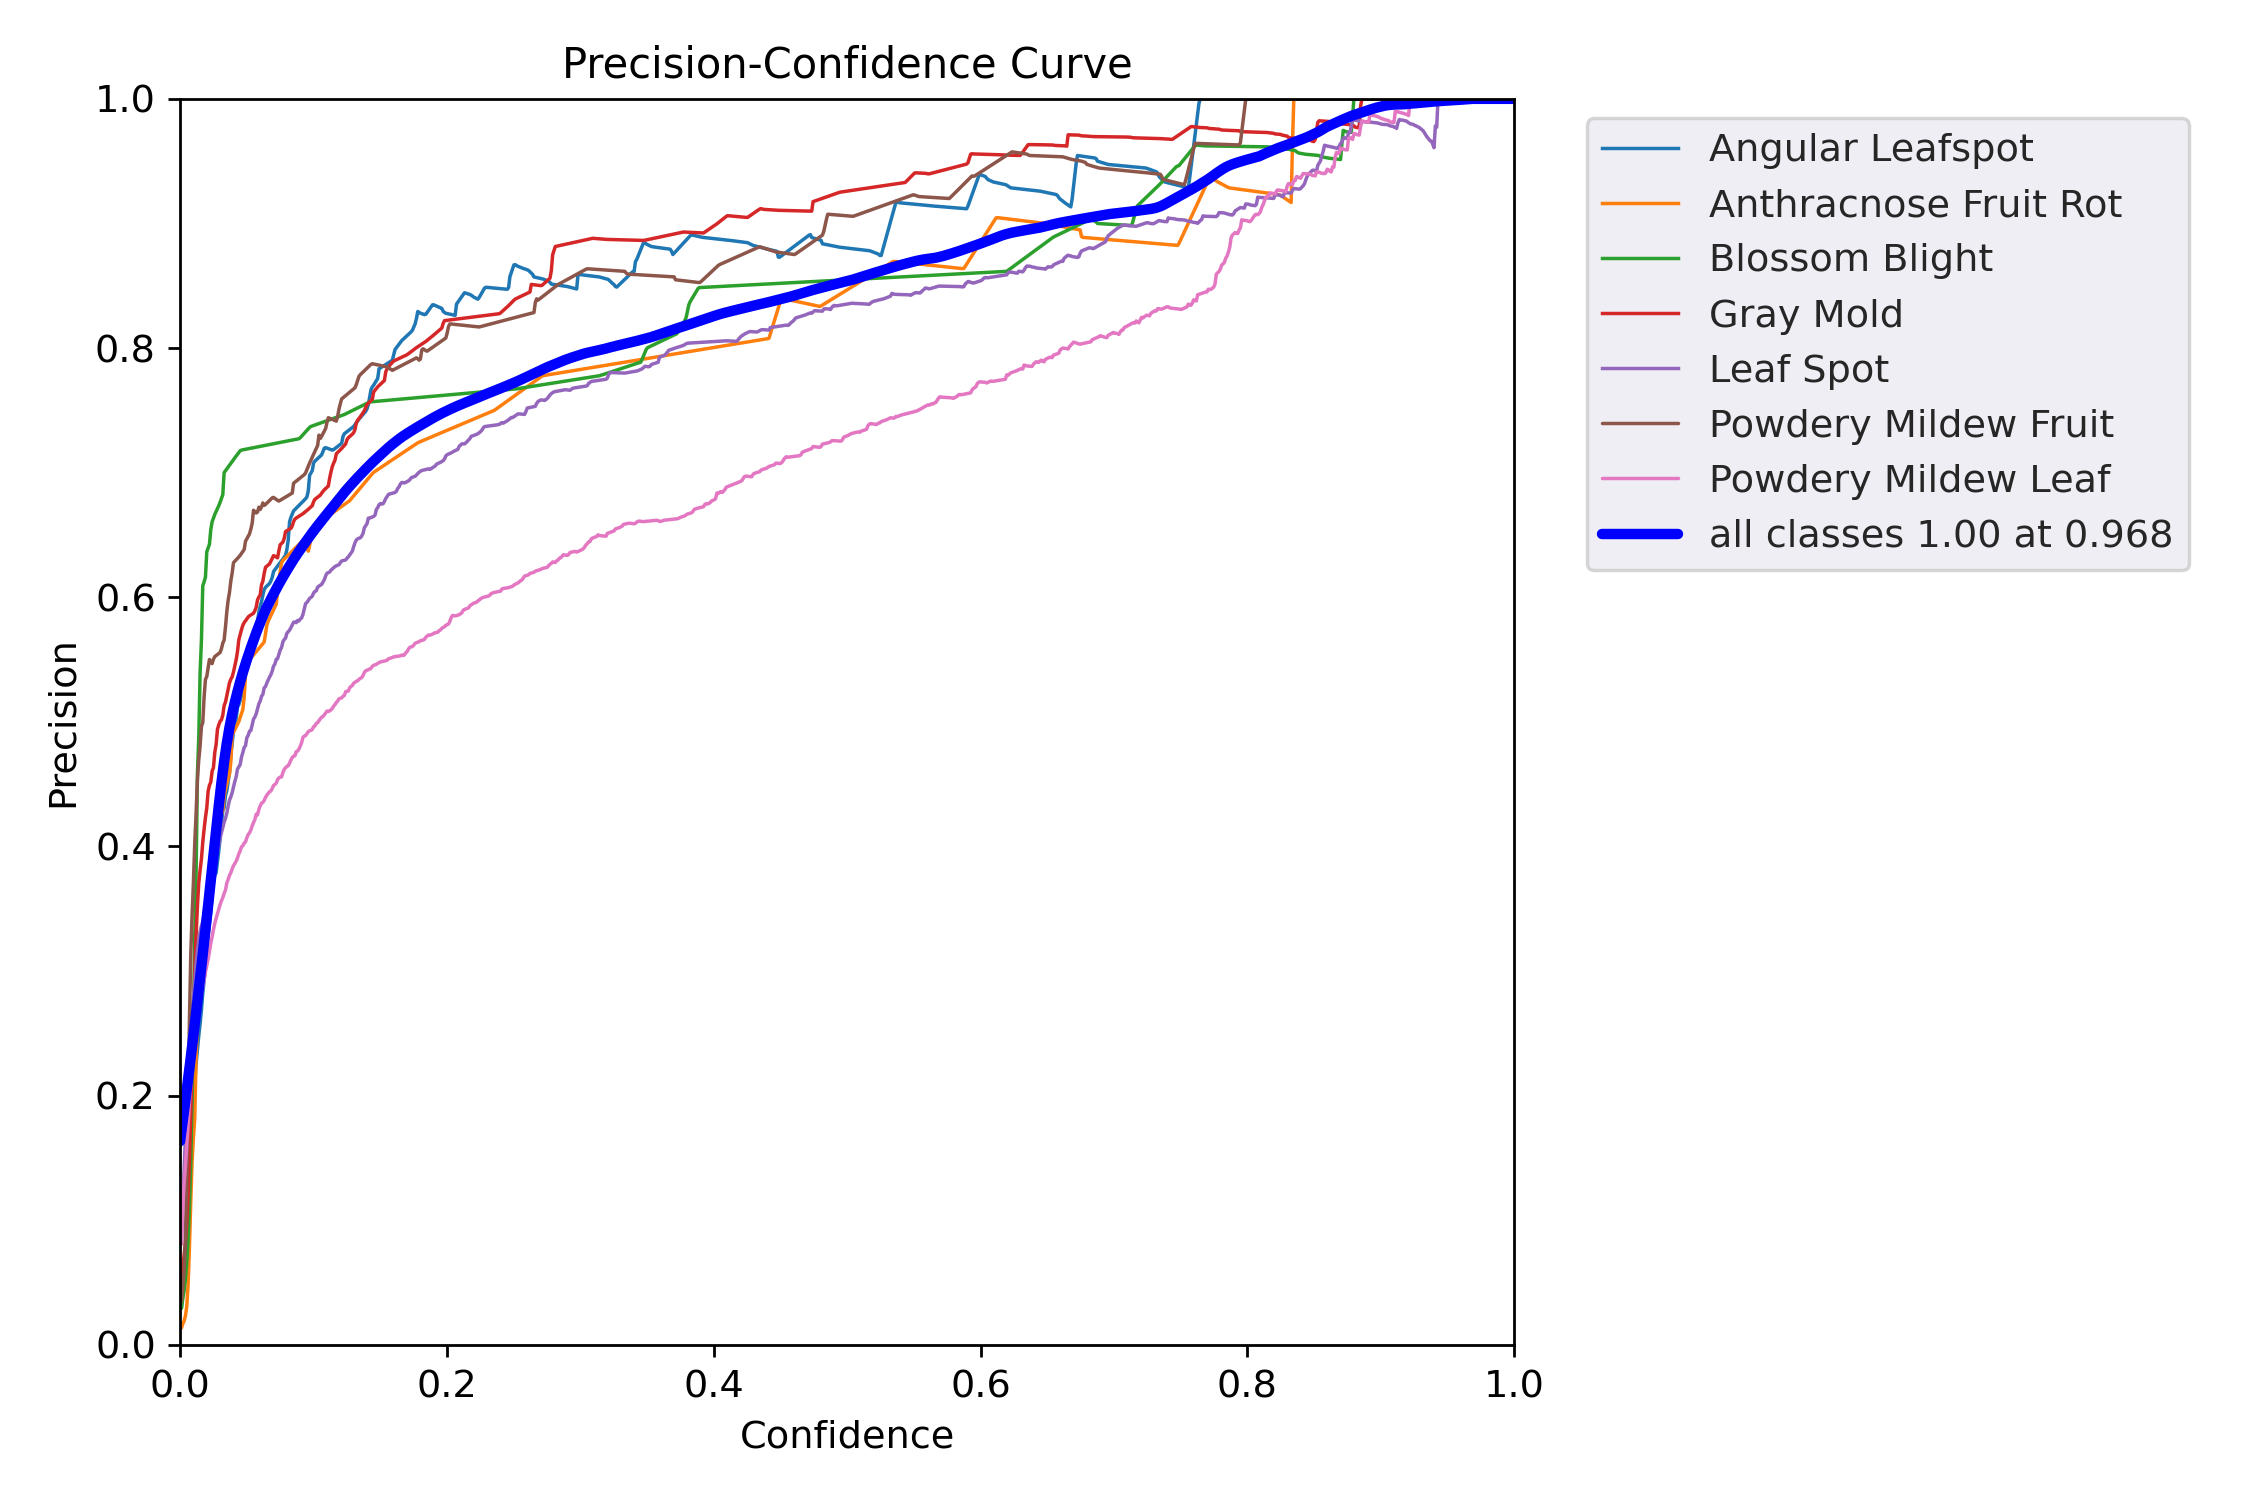 Precision-Confidence Curve
1.0
0.8
0.6
0.4
0.2
0.0
Precision
0.0 0.2 0.4 0.6 0.8 1.0
Confidence
Angular Leafspot
Anthracnose Fruit Rot
Blossom Blight
Gray Mold
Leaf Spot
Powdery Mildew Fruit
Powdery Mildew Leaf
all classes 1.00 at 0.968